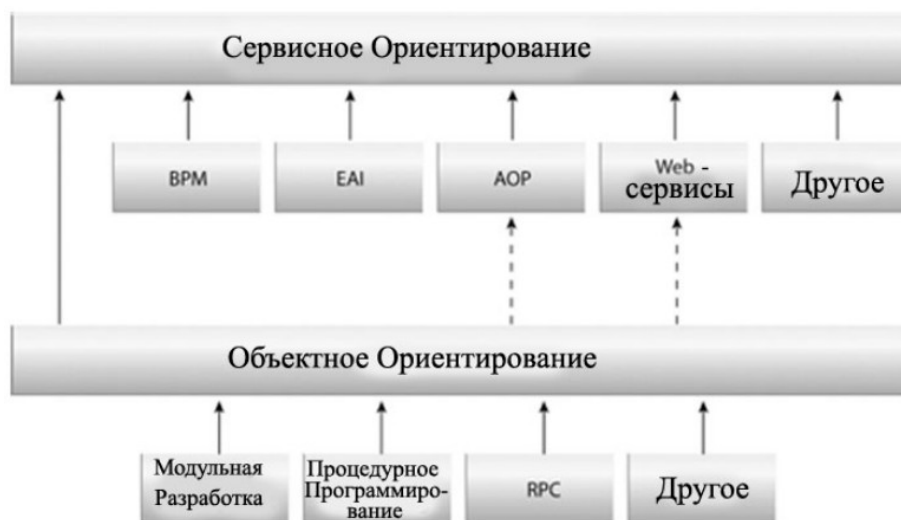 Сервисное Ориентирование
BPM
EAI
AOP
Web -
сервисы
Другое
Объектное Ориентирование
Модульная
Разработка
Процедурное
Программиро-
вание
RPC
Другое